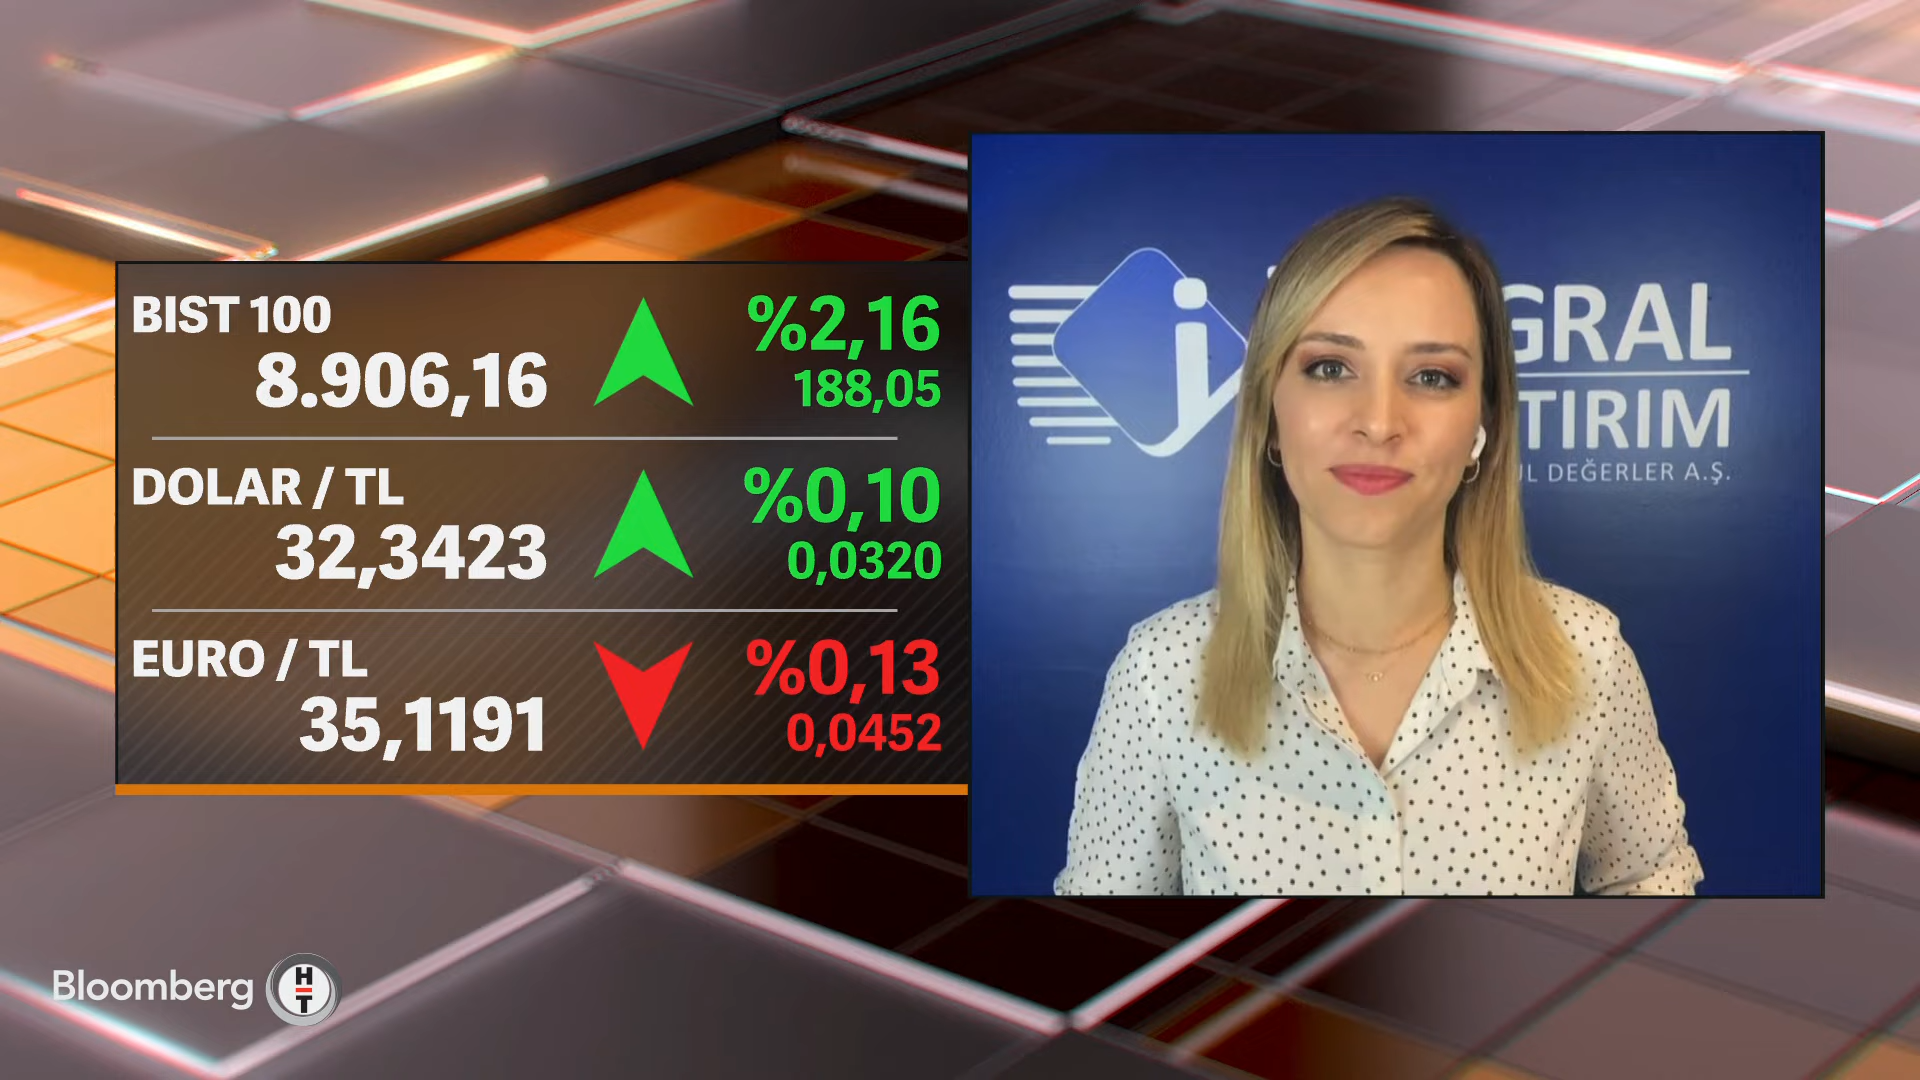 BIST 100
8.906,16
%2,16
188,05
DOLAR / TL
32,3423
%0,10
0,0320
EURO / TL
35,1191
%0,13
0,0452
GRAL
TIRIM
DEĞERLER A.Ş.
Bloomberg HT